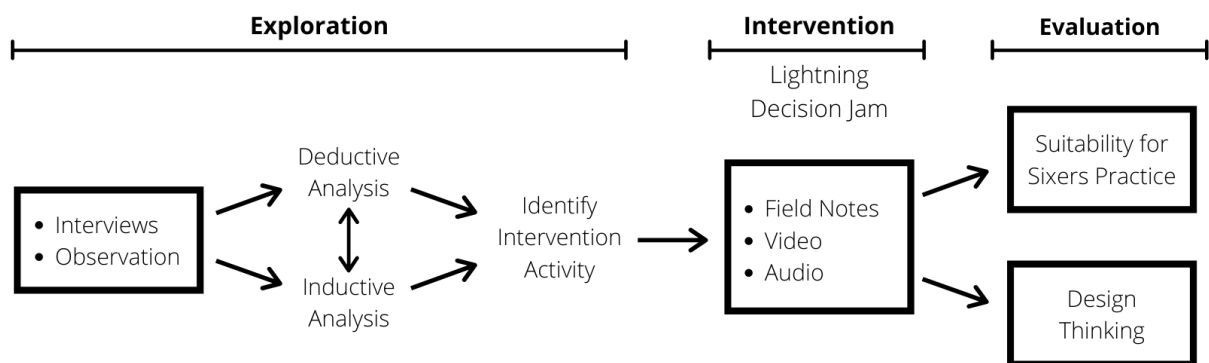 Exploration
Intervention
Evaluation
Lightning
Decision Jam
• Interviews
• Observation
Deductive
Analysis
Inductive
Analysis
Identify
Intervention
Activity
• Field Notes
• Video
• Audio
Suitability for
Sixers Practice
Design
Thinking